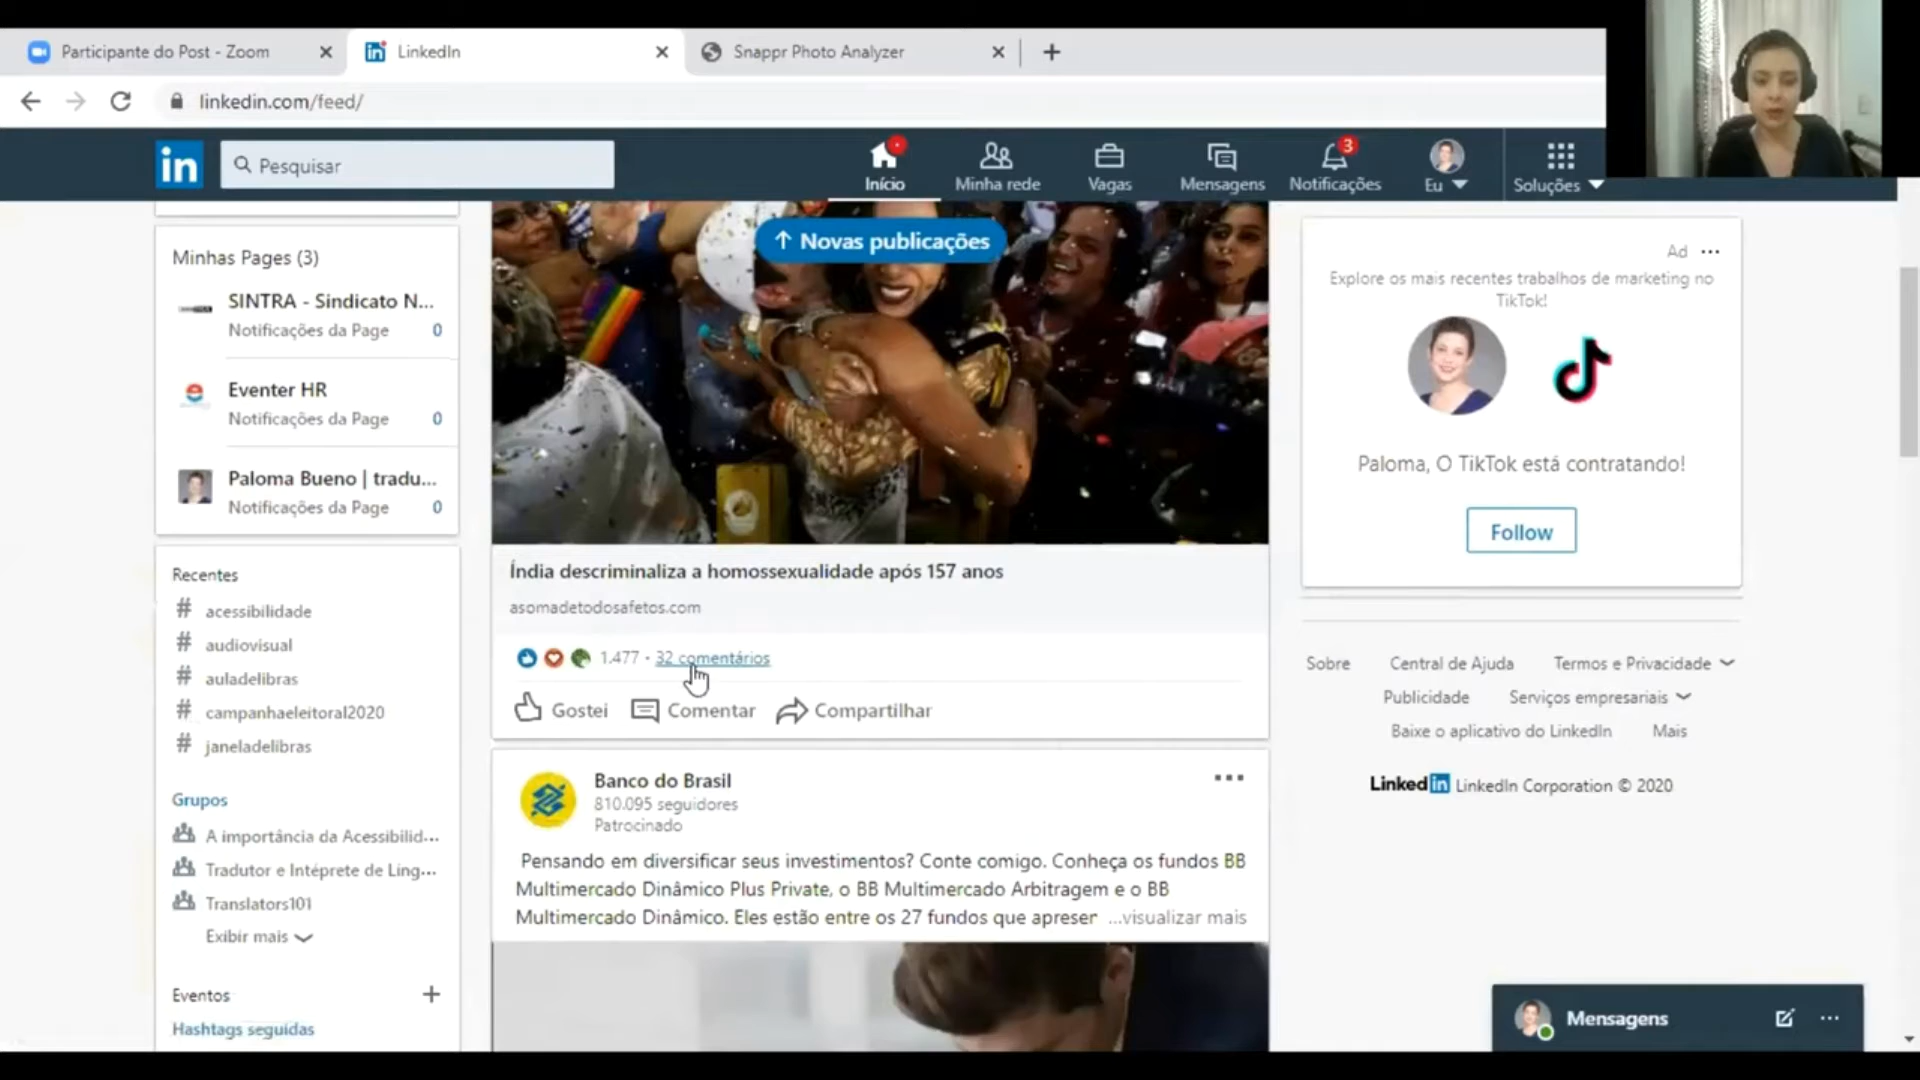 Participante do Post - Zoom
LinkedIn
Snappr Photo Analyzer
linkedin.com/feed/
in
Pesquisar
Início
Minha rede
Vagas
Mensagens
3
Notificações
Eu
Soluções
Minhas Pages (3)
SINTRA - Sindicato N...
Notificações da Page 0
Eventer HR
Notificações da Page 0
Paloma Bueno | tradu...
Notificações da Page 0
Recentes
# acessibilidade
# audiovisual
# auladelibras
# campanhaeleitoral2020
# janeladelibras
Grupos
A importância da Acessibilid...
Tradutor e Intéprete de Ling...
Translators101
Exibir mais
Eventos
Hashtags seguidas
↑ Novas publicações
Índia descriminaliza a homossexualidade após 157 anos
asomadetodosafetos.com
1.477 · 32 comentários
Gostei
Comentar
Compartilhar
Banco do Brasil
810.095 seguidores
Patrocinado
Pensando em diversificar seus investimentos? Conte comigo. Conheça os fundos BB
Multimercado Dinâmico Plus Private, o BB Multimercado Arbitragem e o BB
Multimercado Dinâmico. Eles estão entre os 27 fundos que apreser ...visualizar mais
Ad ...
Explore os mais recentes trabalhos de marketing no
TikTok!
Paloma, O TikTok está contratando!
Follow
Sobre Central de Ajuda Termos e Privacidade
Publicidade Serviços empresariais
Baixe o aplicativo do LinkedIn Mais
LinkedIn LinkedIn Corporation © 2020
Mensagens